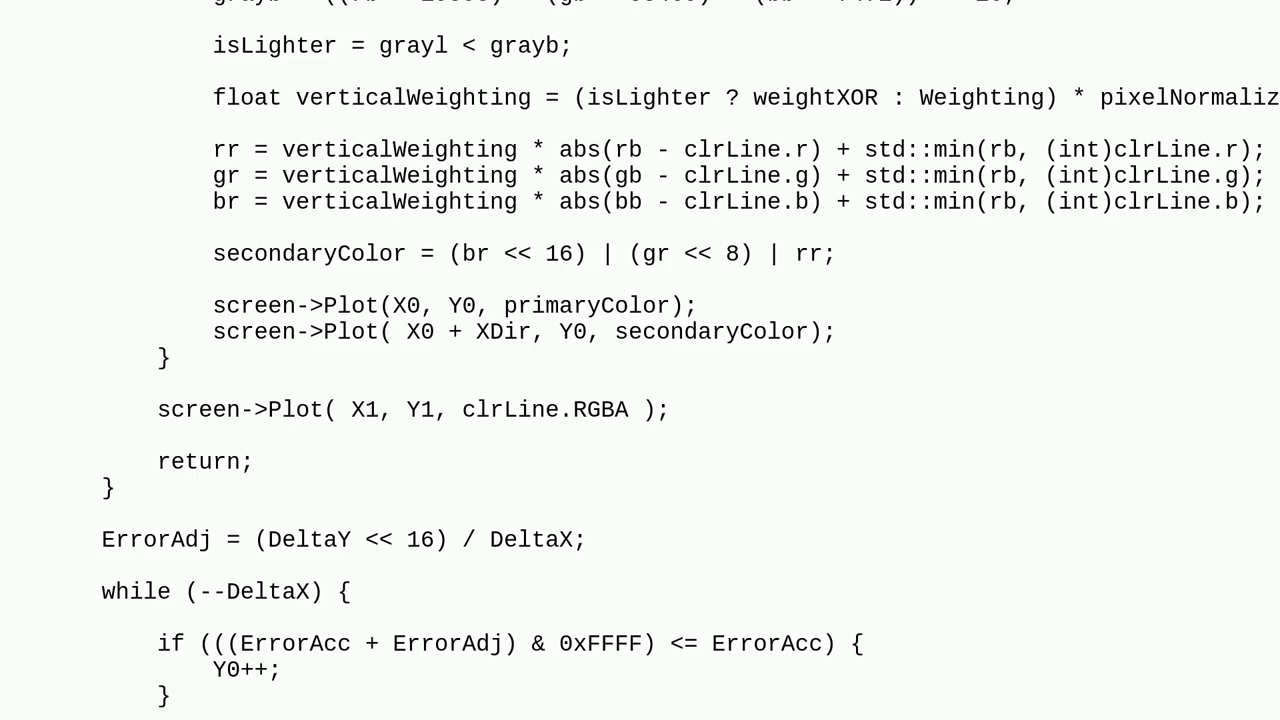 isLighter = grayl < grayb;
float verticalWeighting = (isLighter ? weightXOR : Weighting) * pixelNormaliz
rr = verticalWeighting * abs(rb - clrLine.r) + std::min(rb, (int)clrLine.r);
gr = verticalWeighting * abs(gb - clrLine.g) + std::min(rb, (int)clrLine.g);
br = verticalWeighting * abs(bb - clrLine.b) + std::min(rb, (int)clrLine.b);
secondaryColor = (br << 16) | (gr << 8) | rr;
screen->Plot(X0, Y0, primaryColor);
screen->Plot( X0 + XDir, Y0, secondaryColor);
}
screen->Plot( X1, Y1, clrLine.RGBA );
return;
}
ErrorAdj = (DeltaY << 16) / DeltaX;
while (--DeltaX) {
if (((ErrorAcc + ErrorAdj) & 0xFFFF) <= ErrorAcc) {
Y0++;
}